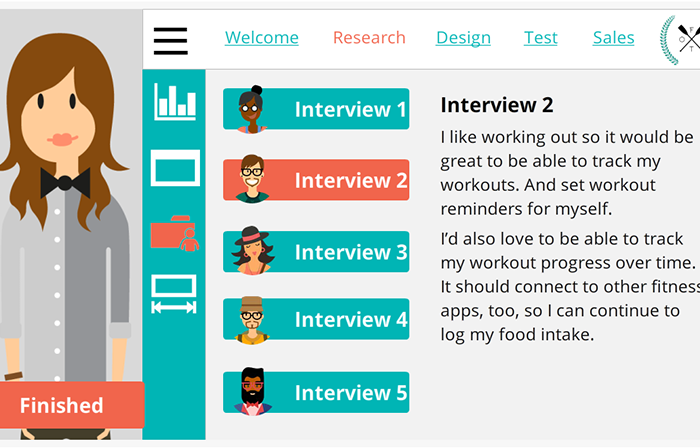 Welcome Research Design Test Sales
Interview 1
Interview 2
Interview 3
Interview 4
Interview 5
Interview 2
I like working out so it would be
great to be able to track my
workouts. And set workout
reminders for myself.
I'd also love to be able to track
my workout progress over time.
It should connect to other fitness
apps, too, so I can continue to
log my food intake.
Finished